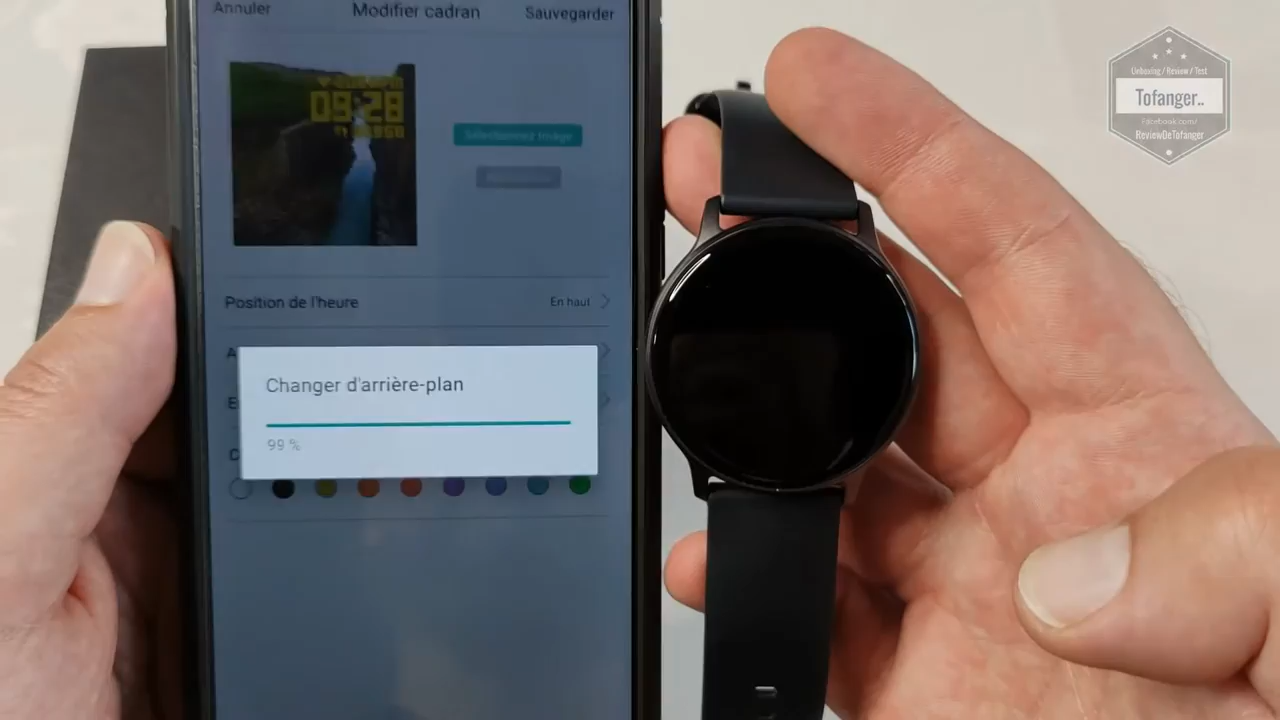 Annuler
Modifier cadran
Sauvegarder
09:28
Sélectionnez image
Position de l'heure
En haut
A
Changer d'arrière-plan
E
99 %
C
Unboxing / Review / Test
Tofanger..
Facebook.com/
ReviewDeTofanger